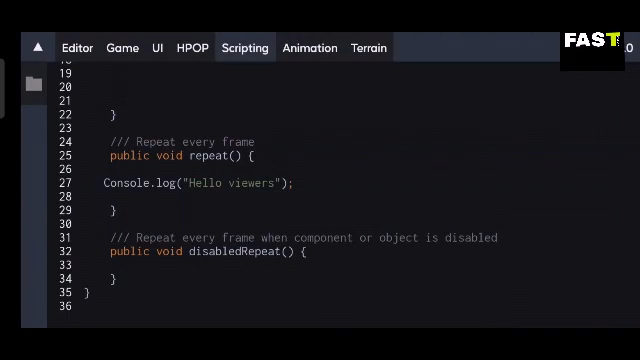 Editor Game UI HPOP Scripting Animation Terrain
FAST
.0
18
19
20
21
22 }
23
24 /// Repeat every frame
25 public void repeat() {
26
27 Console.log("Hello viewers");
28
29 }
30
31 /// Repeat every frame when component or object is disabled
32 public void disabledRepeat() {
33
34 }
35 }
36